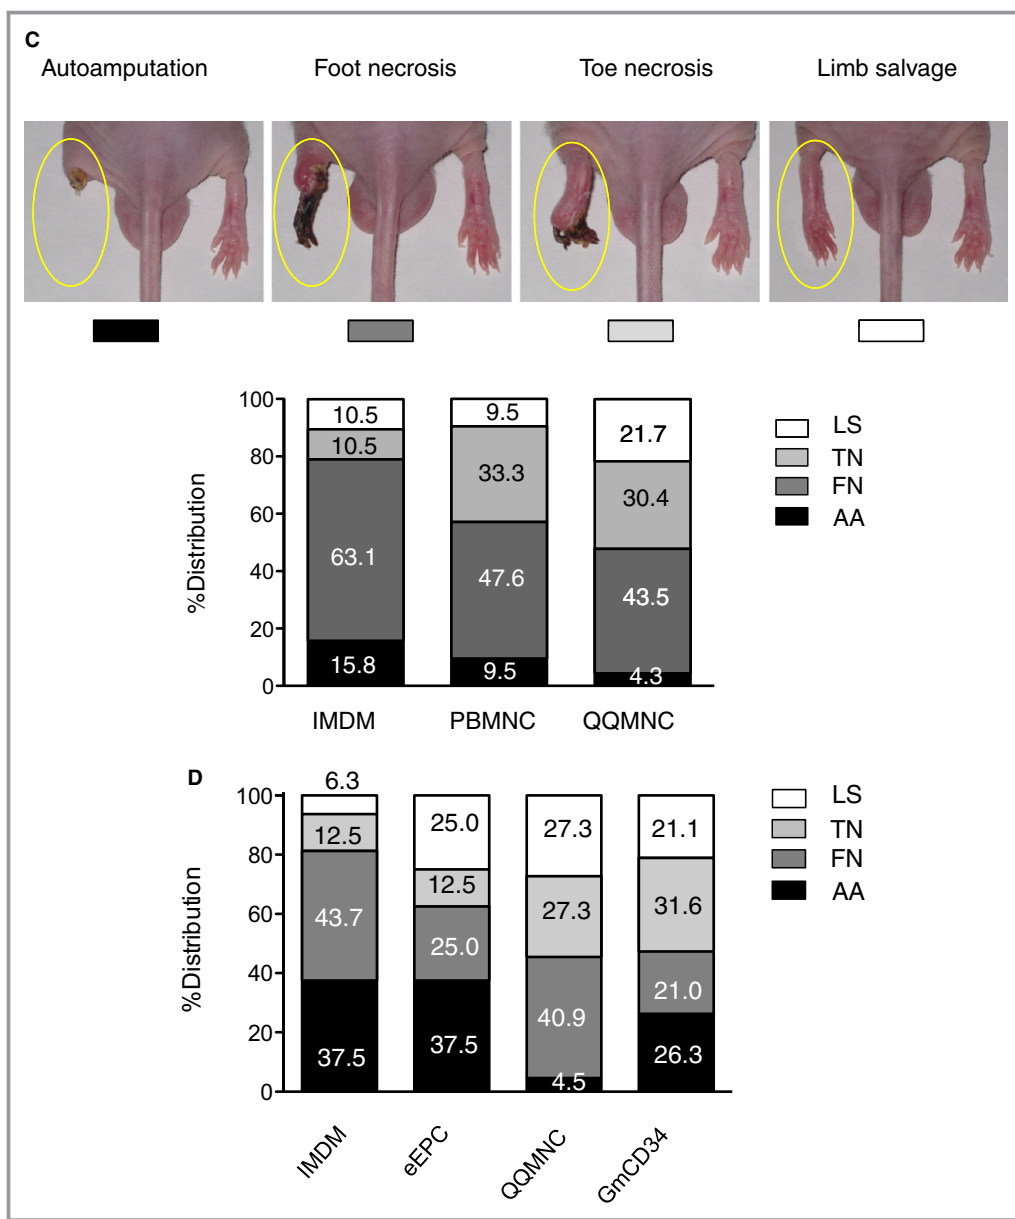 C
Autoamputation Foot necrosis Toe necrosis Limb salvage
100
80
60
40
20
0
%Distribution
10.5 9.5 21.7
10.5 33.3 30.4
63.1 47.6 43.5
15.8 9.5 4.3
IMDM PBMNC QQMNC
LS
TN
FN
AA
D
100
80
60
40
20
0
%Distribution
6.3 25.0 27.3 21.1
12.5 12.5 27.3 31.6
43.7 25.0 40.9 21.0
37.5 37.5 4.5 26.3
IMDM eEPC QQMNC GmCD34
LS
TN
FN
AA